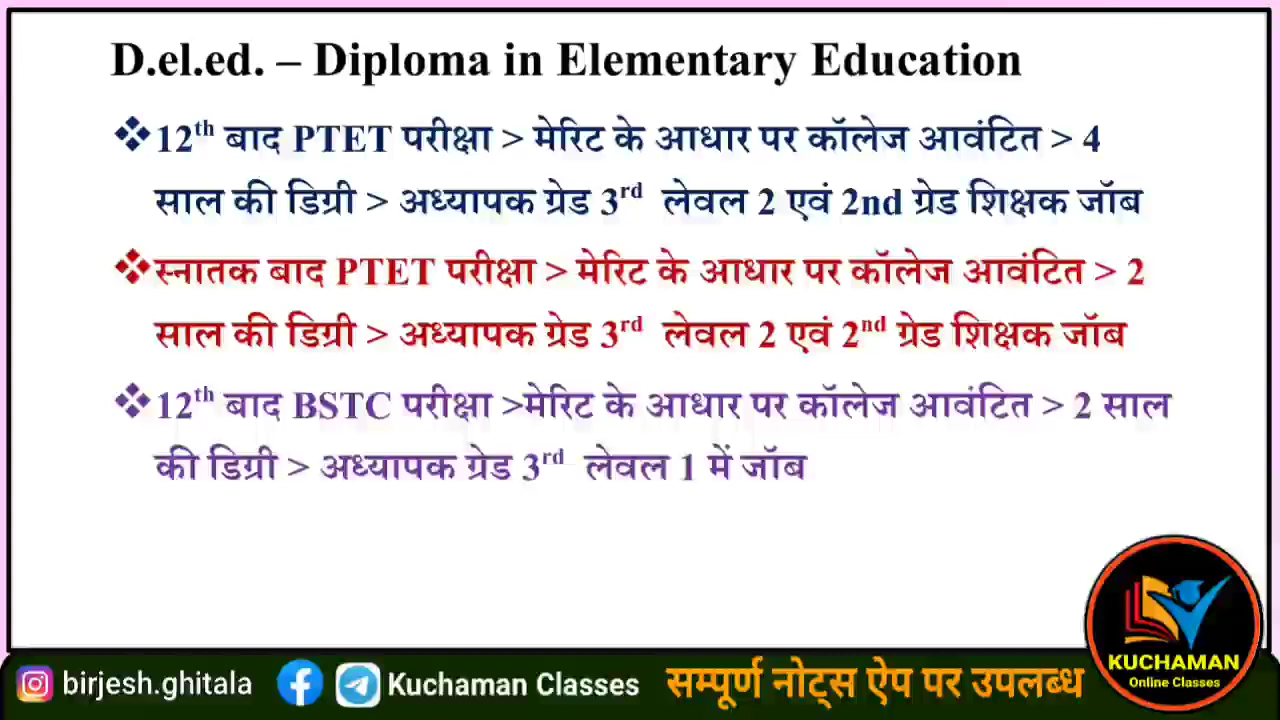 D.el.ed. – Diploma in Elementary Education
❖12th बाद PTET परीक्षा > मेरिट के आधार पर कॉलेज आवंटित > 4
साल की डिग्री > अध्यापक ग्रेड 3rd लेवल 2 एवं 2nd ग्रेड शिक्षक जॉब
❖स्नातक बाद PTET परीक्षा > मेरिट के आधार पर कॉलेज आवंटित > 2
साल की डिग्री > अध्यापक ग्रेड 3rd लेवल 2 एवं 2nd ग्रेड शिक्षक जॉब
❖12th बाद BSTC परीक्षा >मेरिट के आधार पर कॉलेज आवंटित > 2 साल
की डिग्री > अध्यापक ग्रेड 3rd लेवल 1 में जॉब
KUCHAMAN
Online Classes
birjesh.ghitala Kuchaman Classes सम्पूर्ण नोट्स ऐप पर उपलब्ध